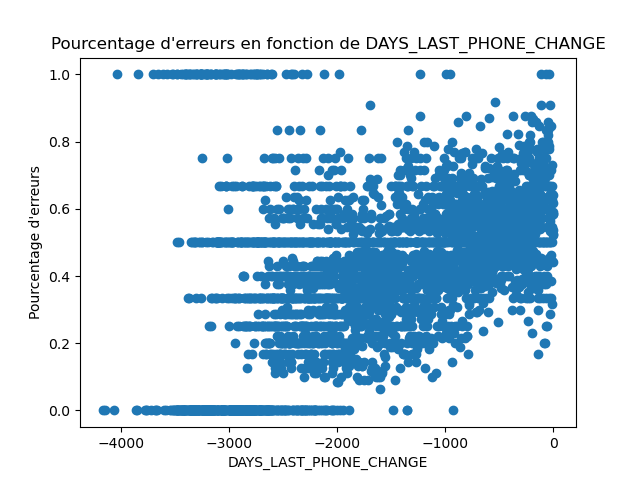 Pourcentage d'erreurs en fonction de DAYS_LAST_PHONE_CHANGE
1.0
0.8
0.6
0.4
0.2
0.0
Pourcentage d'erreurs
−4000 −3000 −2000 −1000 0
DAYS_LAST_PHONE_CHANGE